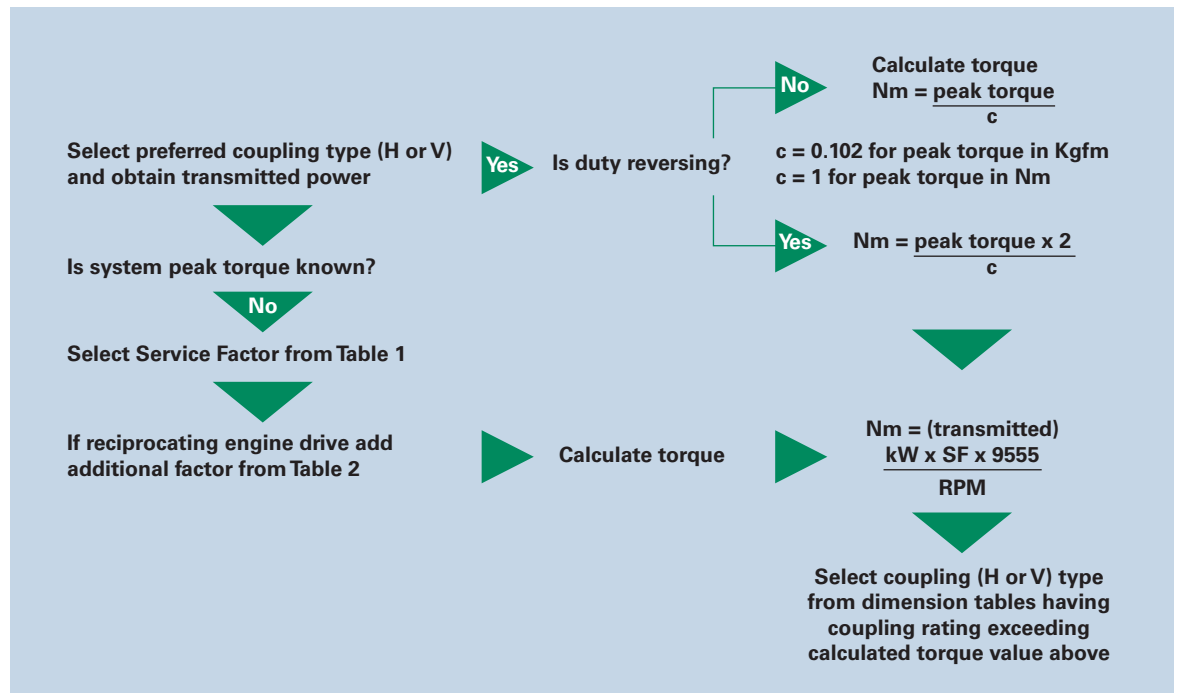 Select preferred coupling type (H or V)
and obtain transmitted power
Yes
Is duty reversing?
No
Calculate torque
Nm = peak torque
c
c = 0.102 for peak torque in Kgfm
c = 1 for peak torque in Nm
Yes
Nm = peak torque x 2
c
Is system peak torque known?
No
Select Service Factor from Table 1
If reciprocating engine drive add
additional factor from Table 2
Calculate torque
Nm = (transmitted)
kW x SF x 9555
RPM
Select coupling (H or V) type
from dimension tables having
coupling rating exceeding
calculated torque value above